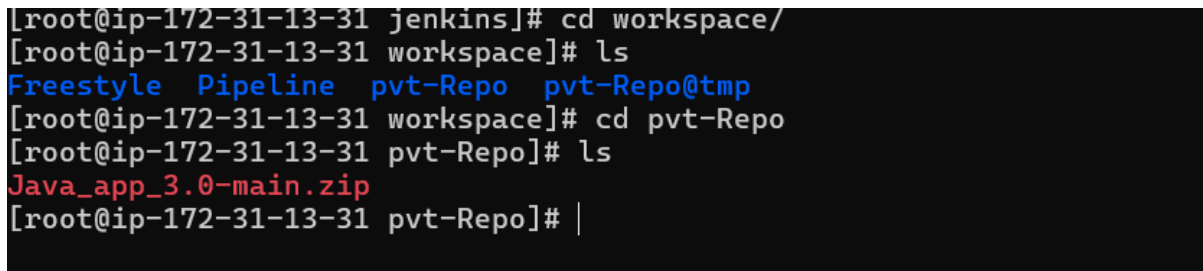 [root@ip-172-31-13-31 jenkins]# cd workspace/
[root@ip-172-31-13-31 workspace]# ls
Freestyle  Pipeline  pvt-Repo  pvt-Repo@tmp
[root@ip-172-31-13-31 workspace]# cd pvt-Repo
[root@ip-172-31-13-31 pvt-Repo]# ls
Java_app_3.0-main.zip
[root@ip-172-31-13-31 pvt-Repo]#